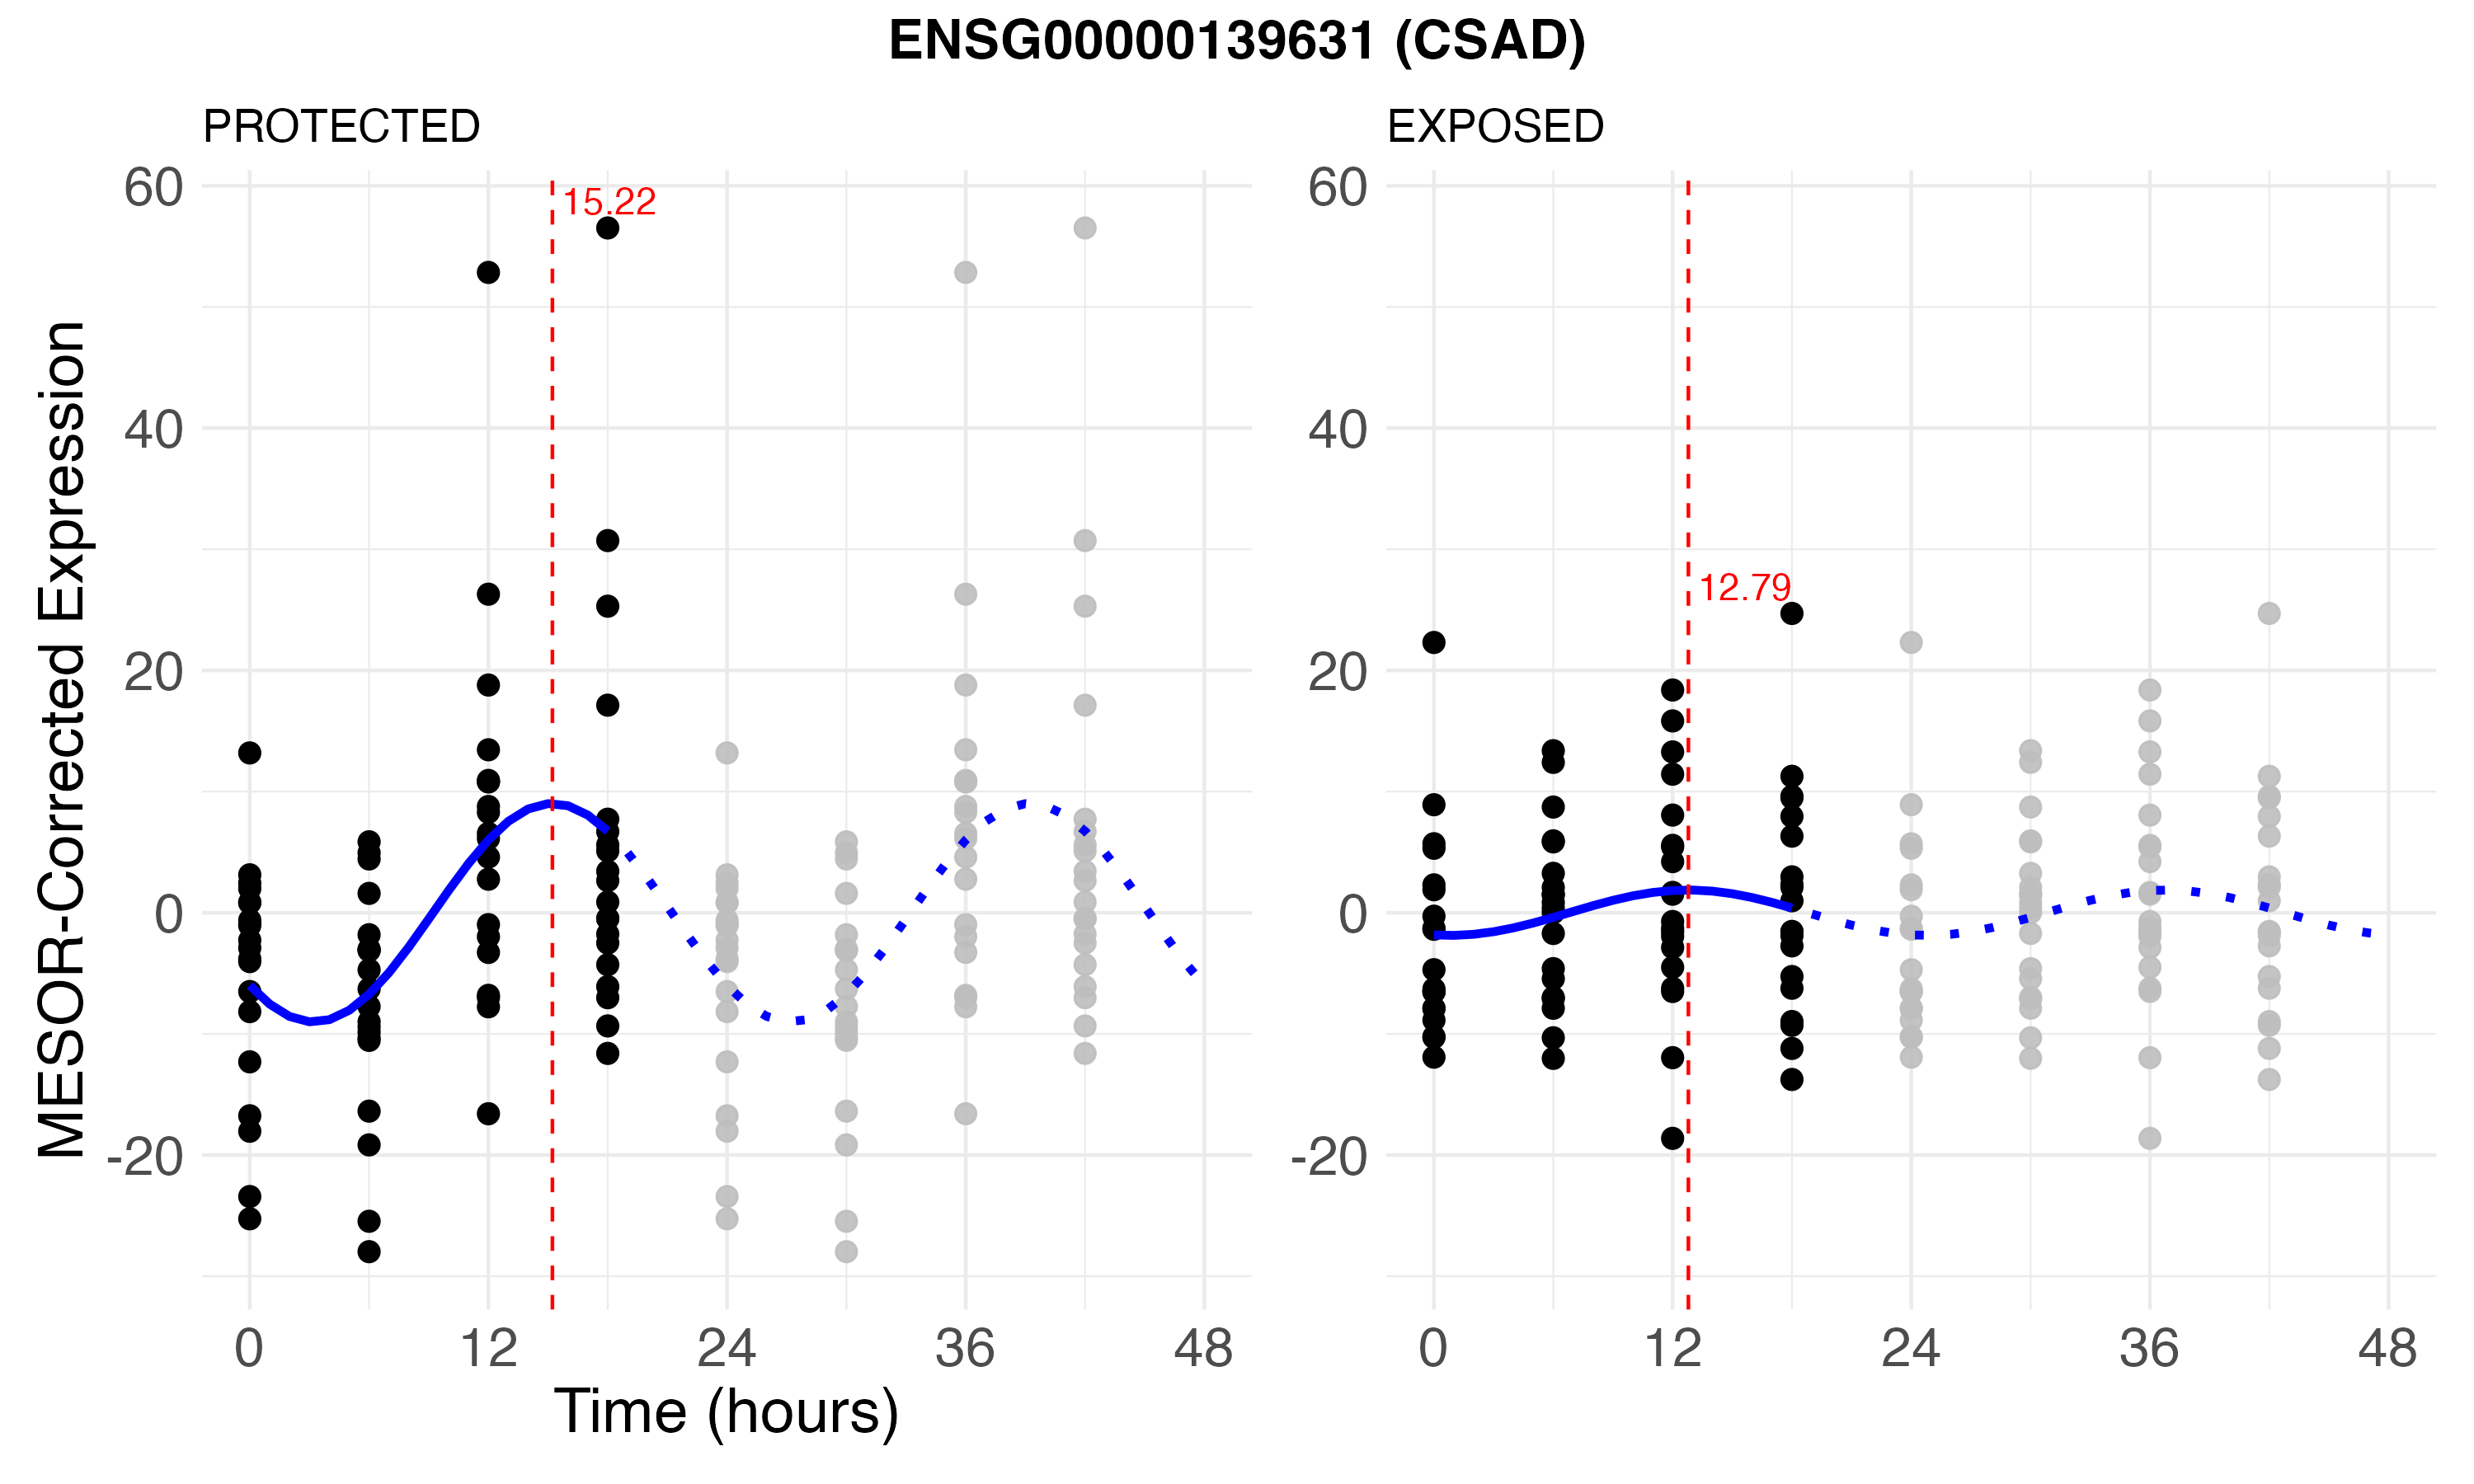 ENSG00000139631 (CSAD)
PROTECTED
EXPOSED
MESOR-Corrected Expression
60
40
20
0
-20
15.22
0 12 24 36 48
60
40
20
0
-20
12.79
0 12 24 36 48
Time (hours)